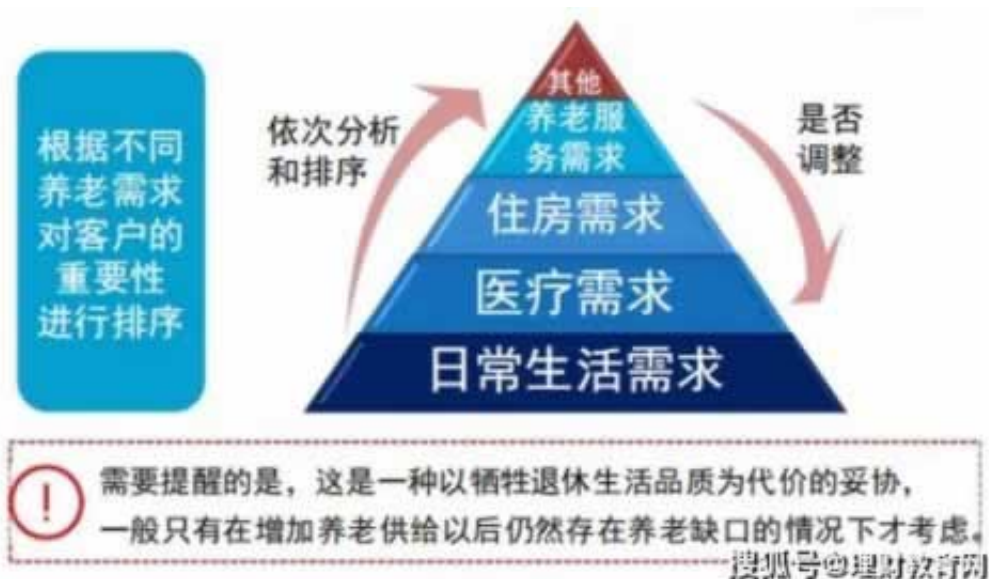 根据不同
养老需求
对客户的
重要性
进行排序
依次分析
和排序
其他
养老服
务需求
住房需求
医疗需求
日常生活需求
是否
调整
!
需要提醒的是，这是一种以牺牲退休生活品质为代价的妥协，
一般只有在增加养老供给以后仍然存在养老缺口的情况下才考虑。
搜狐号@理财教育网